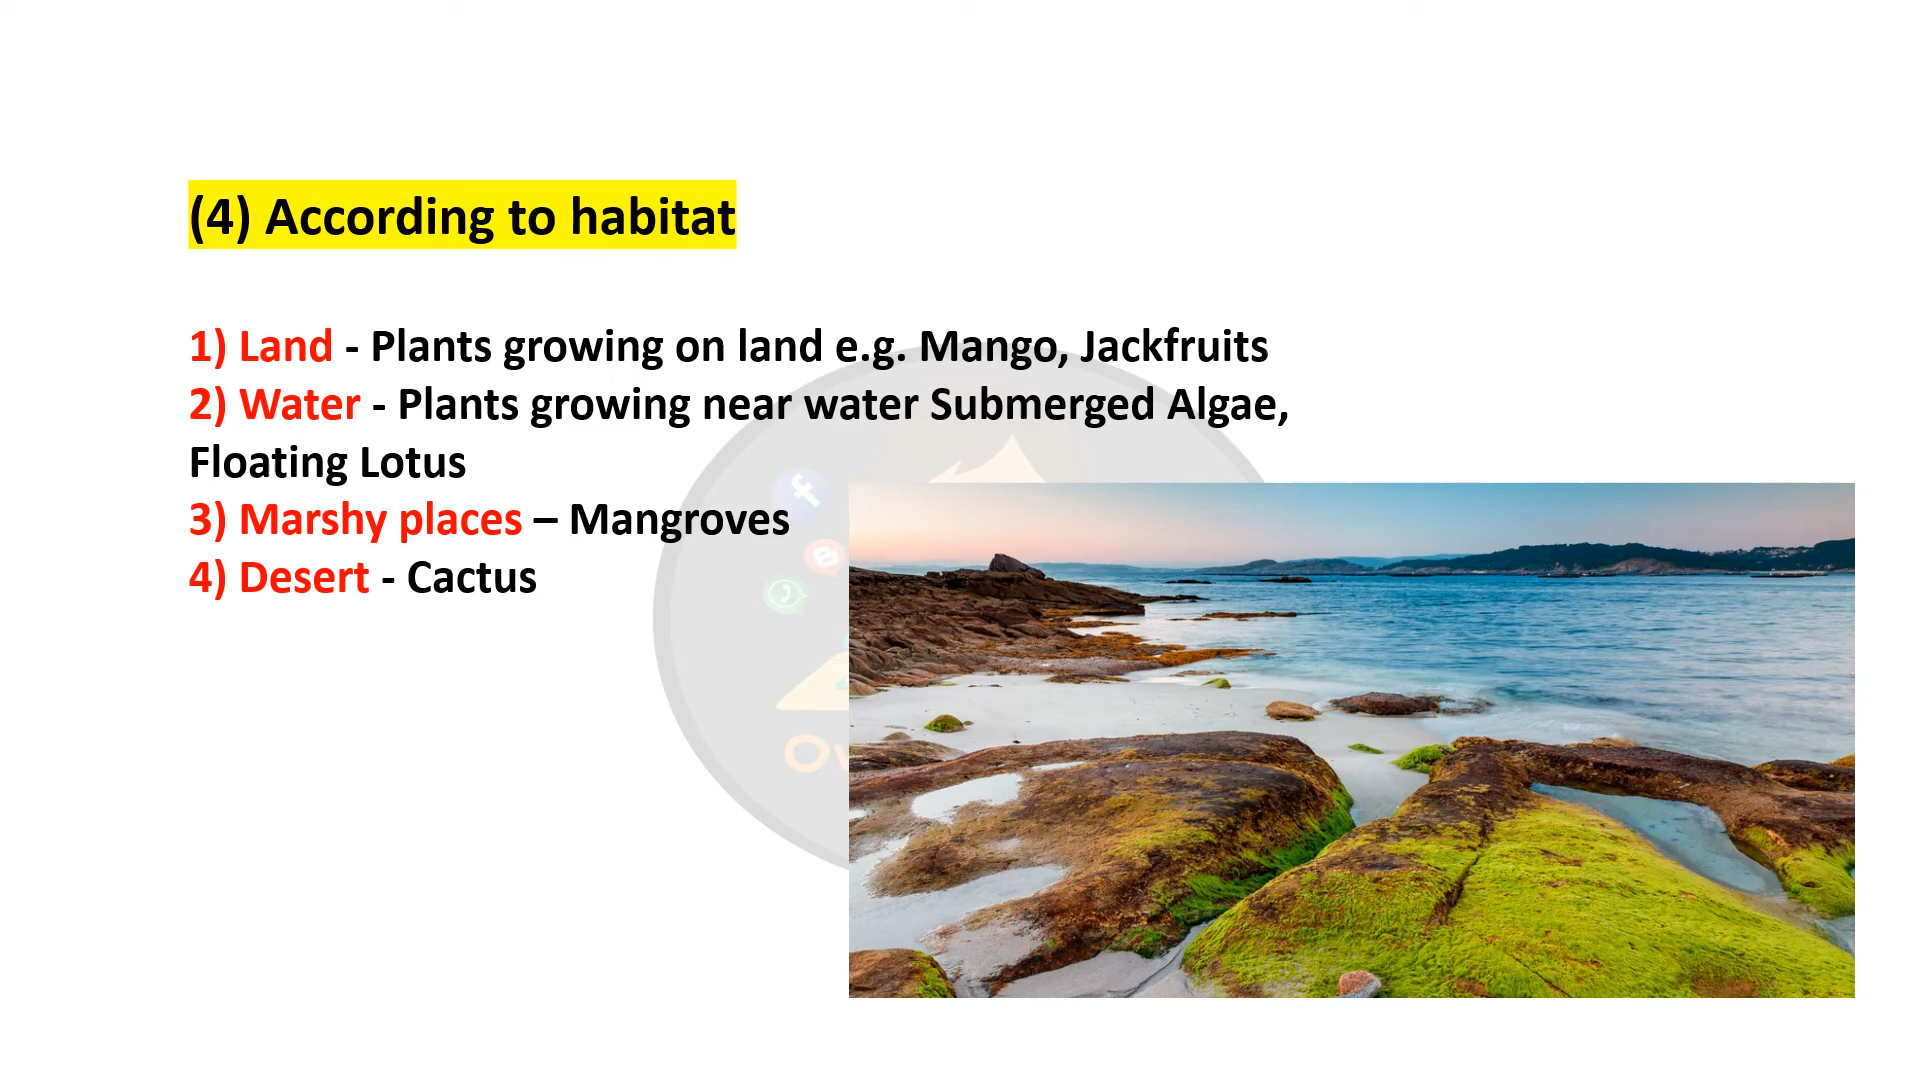 (4) According to habitat
1) Land - Plants growing on land e.g. Mango, Jackfruits
2) Water - Plants growing near water Submerged Algae,
Floating Lotus
3) Marshy places – Mangroves
4) Desert - Cactus